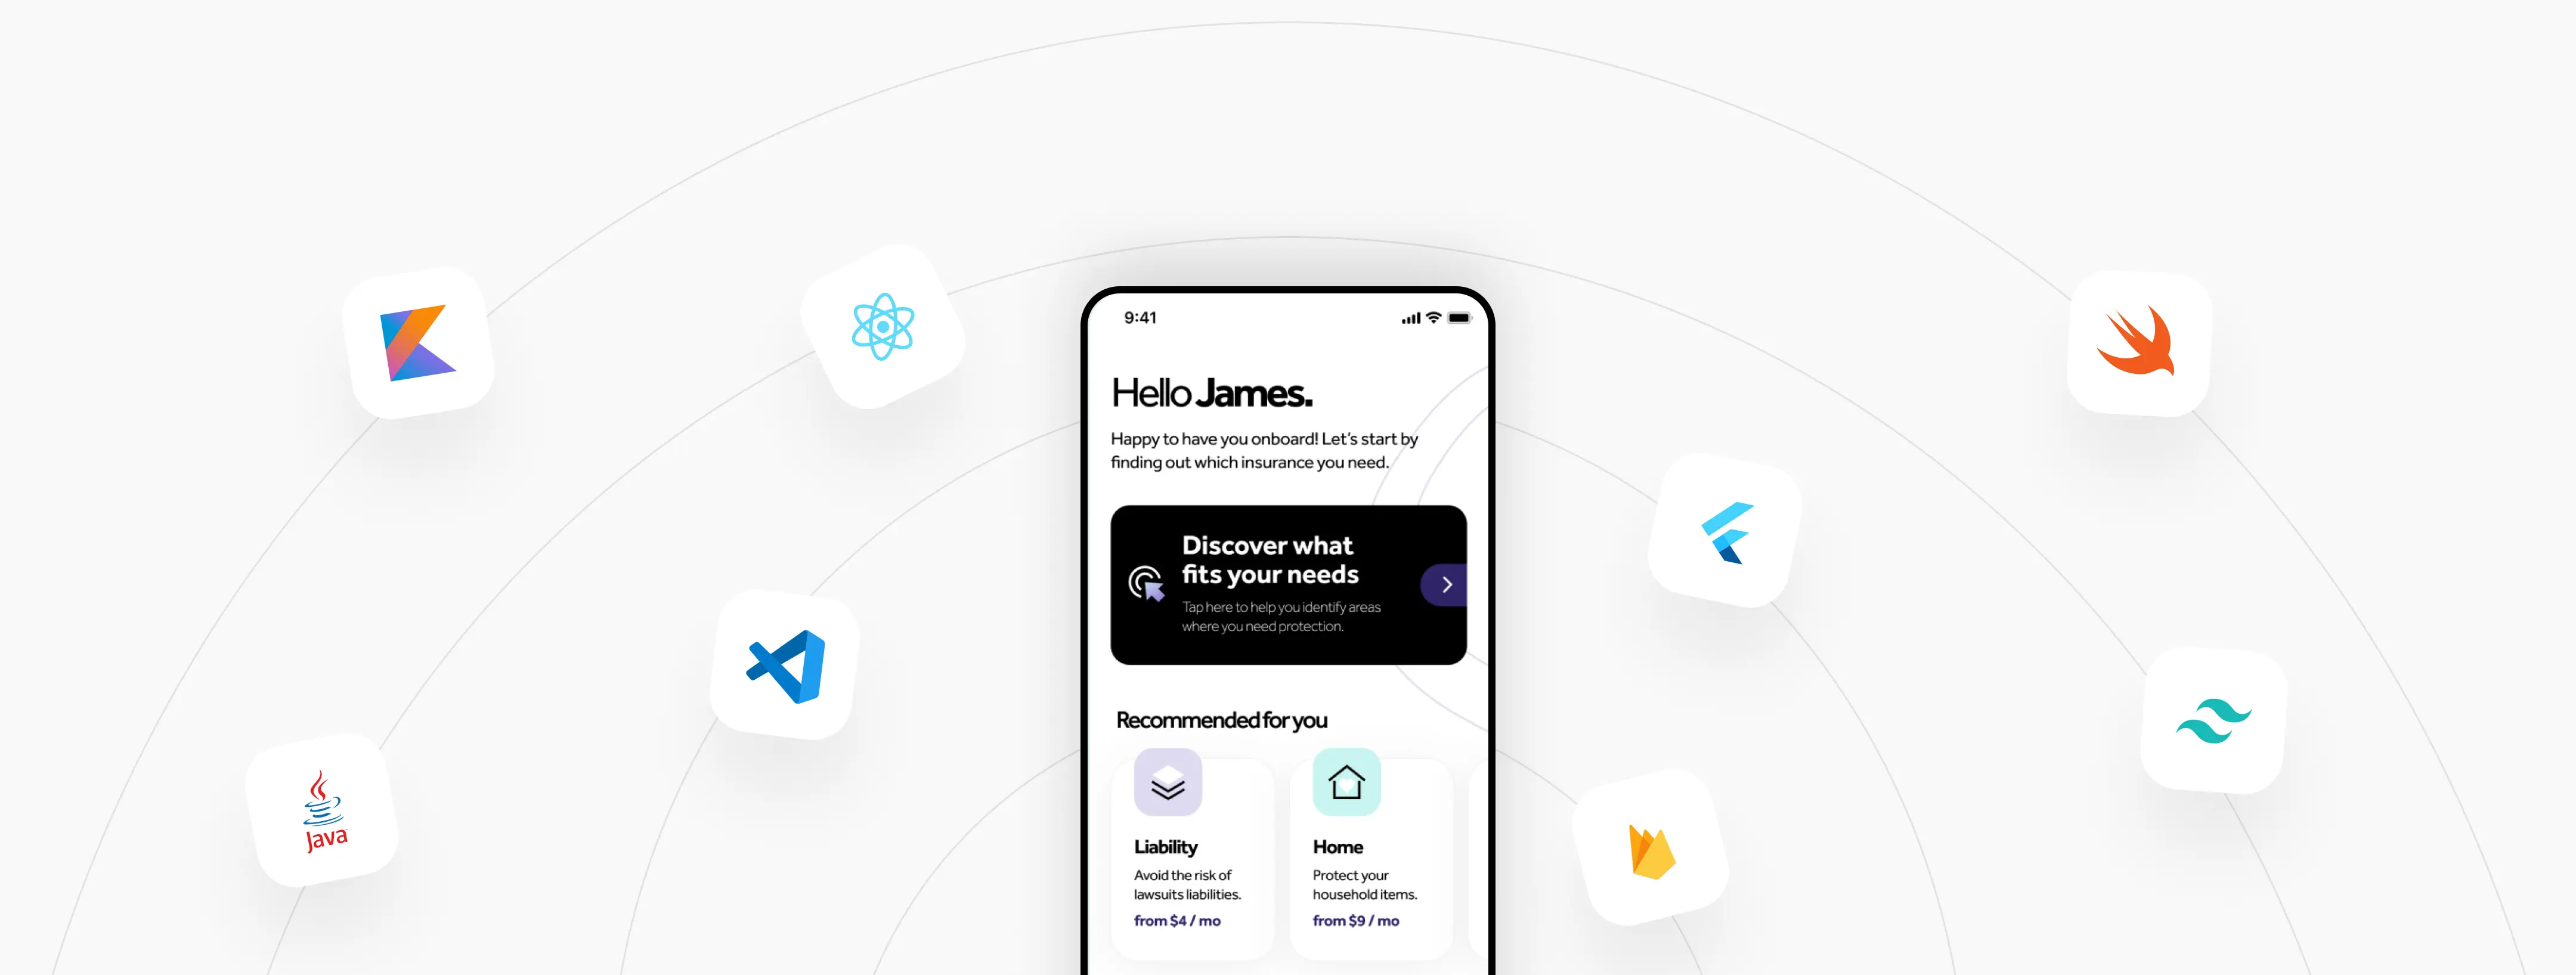 9:41
Hello James.
Happy to have you onboard! Let's start by
finding out which insurance you need.
Discover what
fits your needs
Tap here to help you identify areas
where you need protection.
Recommended for you
Liability
Avoid the risk of
lawsuits liabilities.
from $4 / mo
Home
Protect your
household items.
from $9 / mo
Java